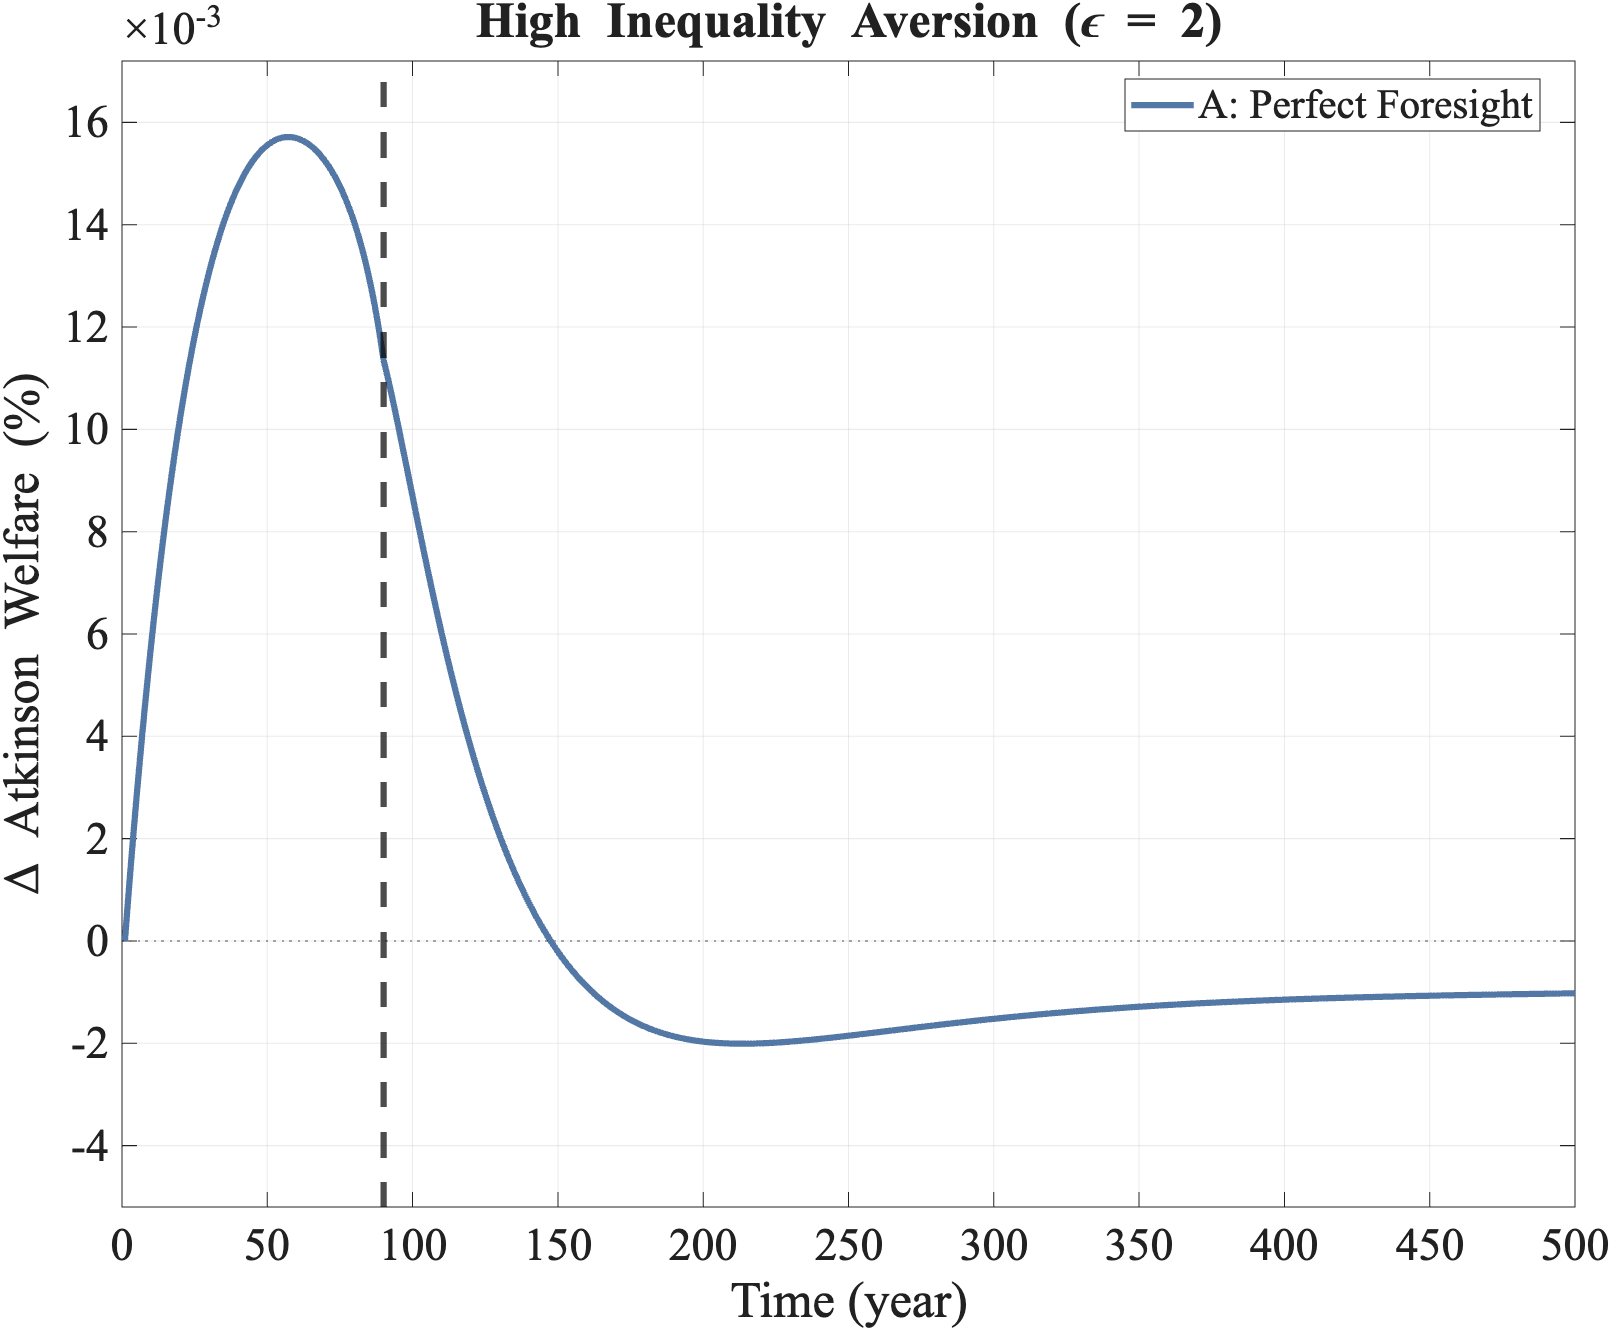 ×10-3
High Inequality Aversion (ϵ = 2)
A: Perfect Foresight
Δ Atkinson Welfare (%)
16
14
12
10
8
6
4
2
0
-2
-4
0 50 100 150 200 250 300 350 400 450 500
Time (year)